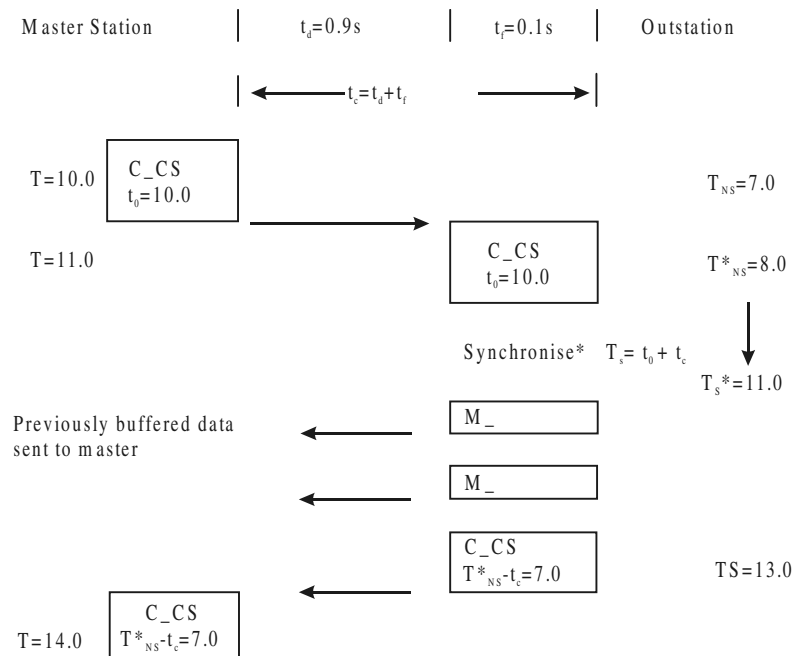 Master Station t_d=0.9s t_f=0.1s Outstation
t_c=t_d+t_f
C_CS
T=10.0 t_0=10.0 T_NS=7.0
C_CS
T=11.0 t_0=10.0 T*_NS=8.0
Synchronise* T_s= t_0 + t_c
T_s*=11.0
Previously buffered data
sent to master
M_
M_
C_CS
T*_NS-t_c=7.0 TS=13.0
C_CS
T=14.0 T*_NS-t_c=7.0